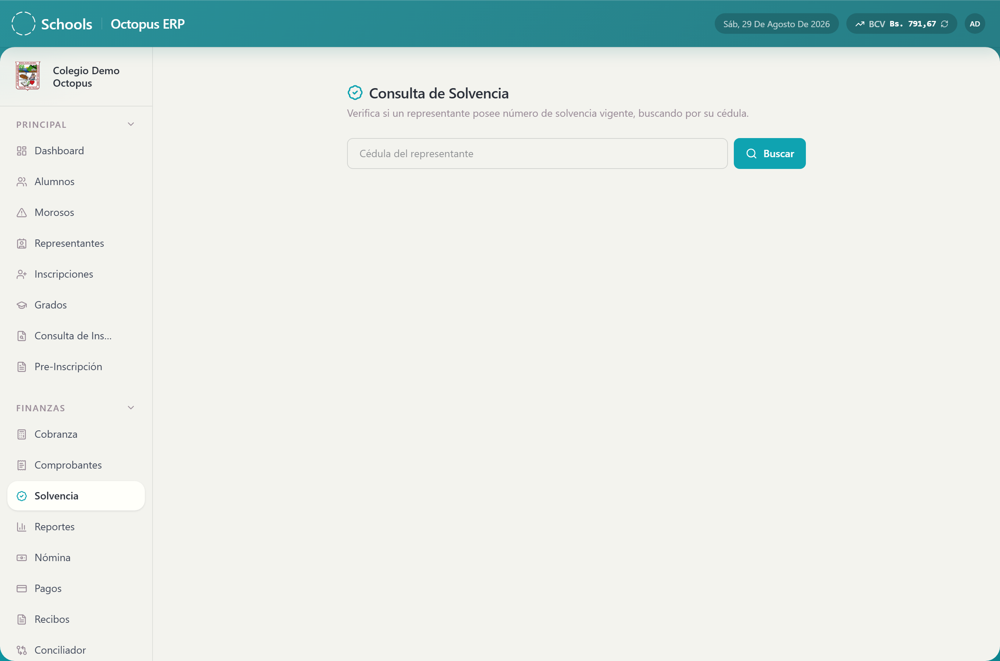 Schools
Octopus ERP
Sáb, 29 De Agosto De 2026
BCV Bs. 791,67
AD
Colegio Demo
Octopus
PRINCIPAL
Dashboard
Alumnos
Morosos
Representantes
Inscripciones
Grados
Consulta de Ins...
Pre-Inscripción
FINANZAS
Cobranza
Comprobantes
Solvencia
Reportes
Nómina
Pagos
Recibos
Conciliador
Consulta de Solvencia
Verifica si un representante posee número de solvencia vigente, buscando por su cédula.
Cédula del representante
Buscar